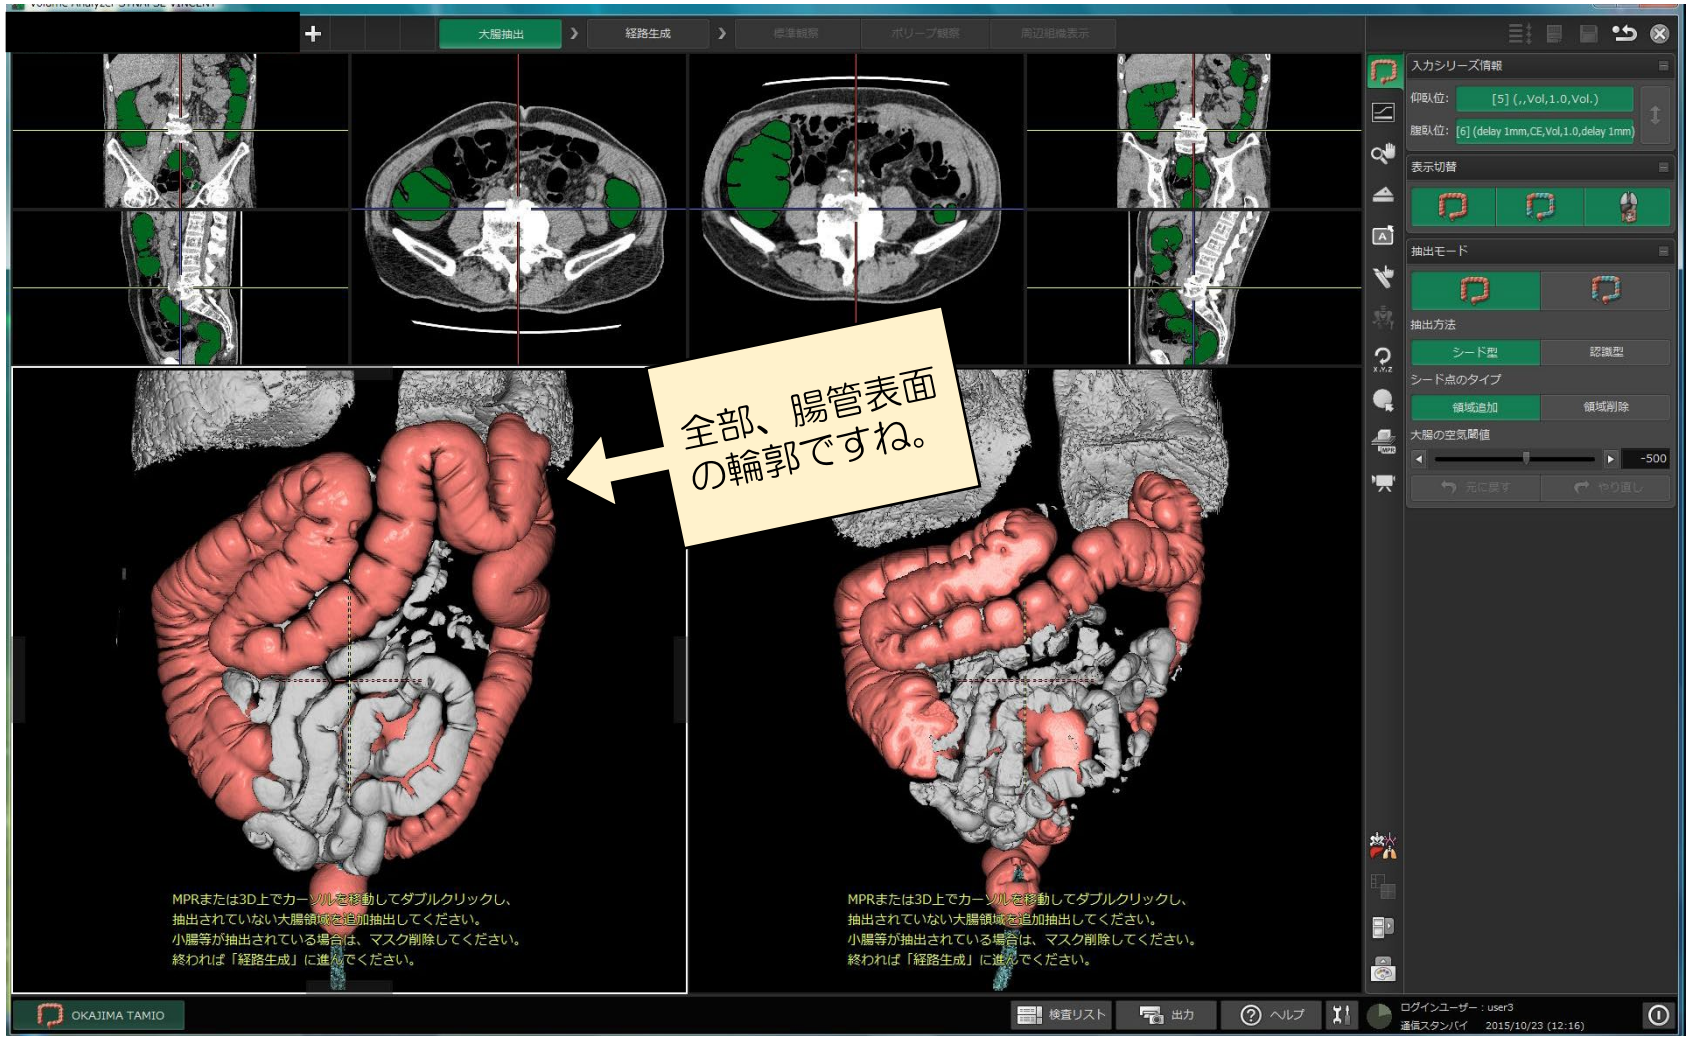 Volume Analyzer SYNAPSE VINCENT
大腸抽出
経路生成
標準観察
ポリープ観察
周辺組織表示
入力シリーズ情報
仰臥位: [5] (,,Vol,1.0,Vol.)
腹臥位: [6] (delay 1mm,CE,Vol,1.0,delay 1mm)
表示切替
抽出モード
抽出方法
シード型 認識型
シード点のタイプ
領域追加 領域削除
大腸の空気閾値
-500
元に戻す やり直し
A
X.Y.Z
MPR
全部、腸管表面
の輪郭ですね。
MPRまたは3D上でカーソルを移動してダブルクリックし、
抽出されていない大腸領域を追加抽出してください。
小腸等が抽出されている場合は、マスク削除してください。
終われば「経路生成」に進んでください。
MPRまたは3D上でカーソルを移動してダブルクリックし、
抽出されていない大腸領域を追加抽出してください。
小腸等が抽出されている場合は、マスク削除してください。
終われば「経路生成」に進んでください。
OKAJIMA TAMIO
検査リスト
出力
ヘルプ
ログインユーザー : user3
通信スタンバイ 2015/10/23 (12:16)